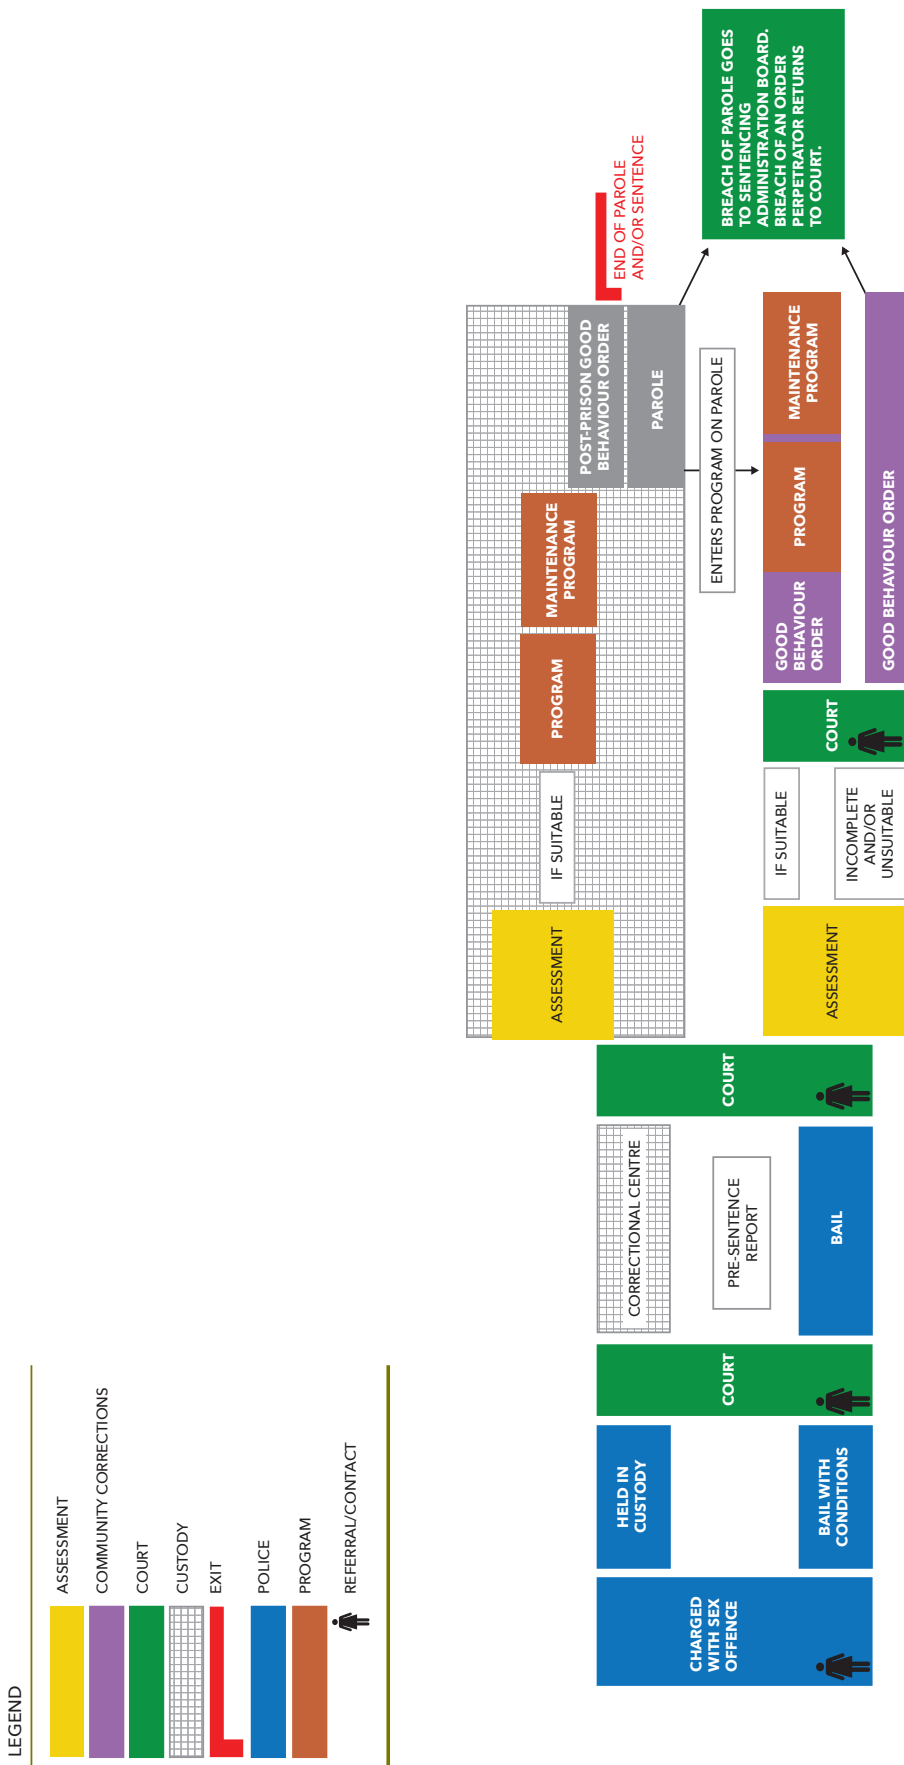 LEGEND
ASSESSMENT
COMMUNITY CORRECTIONS
COURT
CUSTODY
EXIT
POLICE
PROGRAM
REFERRAL/CONTACT
CHARGED
WITH SEX
OFFENCE
HELD IN
CUSTODY
BAIL WITH
CONDITIONS
COURT
CORRECTIONAL CENTRE
PRE-SENTENCE
REPORT
BAIL
COURT
ASSESSMENT
IF SUITABLE
PROGRAM
MAINTENANCE
PROGRAM
POST-PRISON GOOD
BEHAVIOUR ORDER
PAROLE
END OF PAROLE
AND/OR SENTENCE
ENTERS PROGRAM ON PAROLE
ASSESSMENT
IF SUITABLE
INCOMPLETE
AND/OR
UNSUITABLE
COURT
GOOD
BEHAVIOUR
ORDER
PROGRAM
MAINTENANCE
PROGRAM
GOOD BEHAVIOUR ORDER
BREACH OF PAROLE GOES
TO SENTENCING
ADMINISTRATION BOARD.
BREACH OF AN ORDER
PERPETRATOR RETURNS
TO COURT.